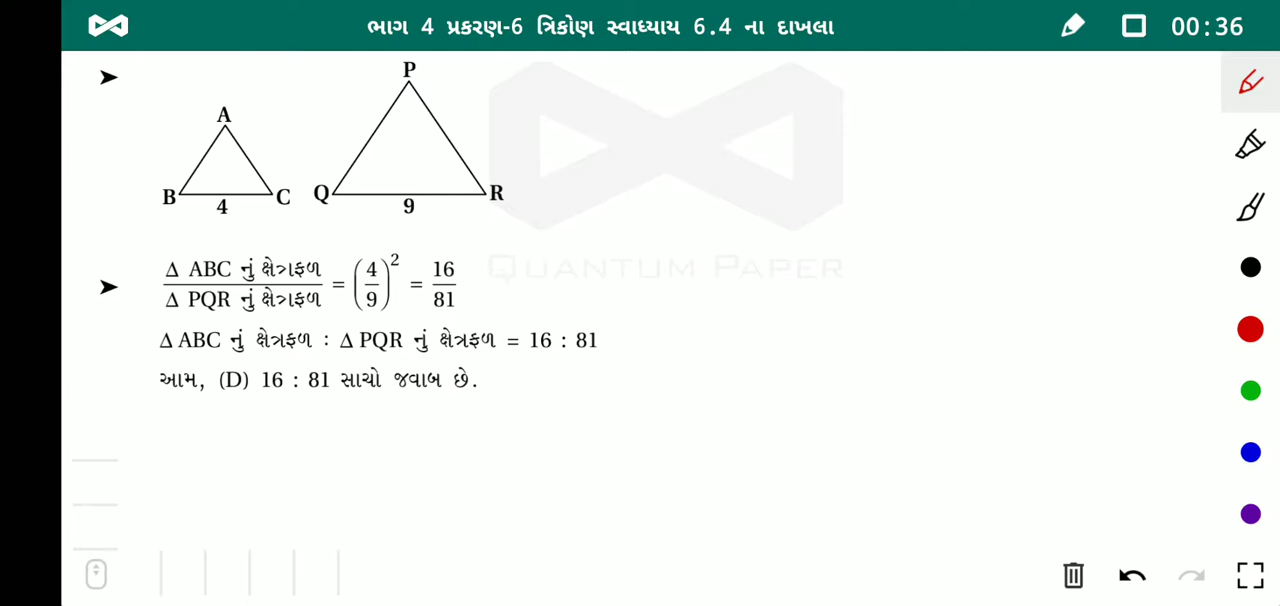 ભાગ 4 પ્રકરણ-6 ત્રિકોણ સ્વાધ્યાય 6.4 ના દાખલા
00:36
➤
P
A
B C Q R
4 9
QUANTUM PAPER
➤ Δ ABC નું ક્ષેત્રફળ / Δ PQR નું ક્ષેત્રફળ = (4/9)² = 16/81
Δ ABC નું ક્ષેત્રફળ : Δ PQR નું ક્ષેત્રફળ = 16 : 81
આમ, (D) 16 : 81 સાચો જવાબ છે.